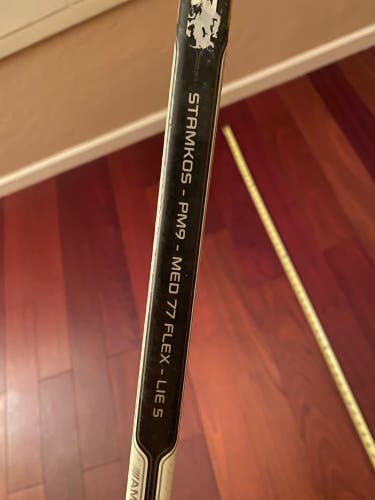 STAMKOS - PM9 - MED 77 FLEX - LIE 5